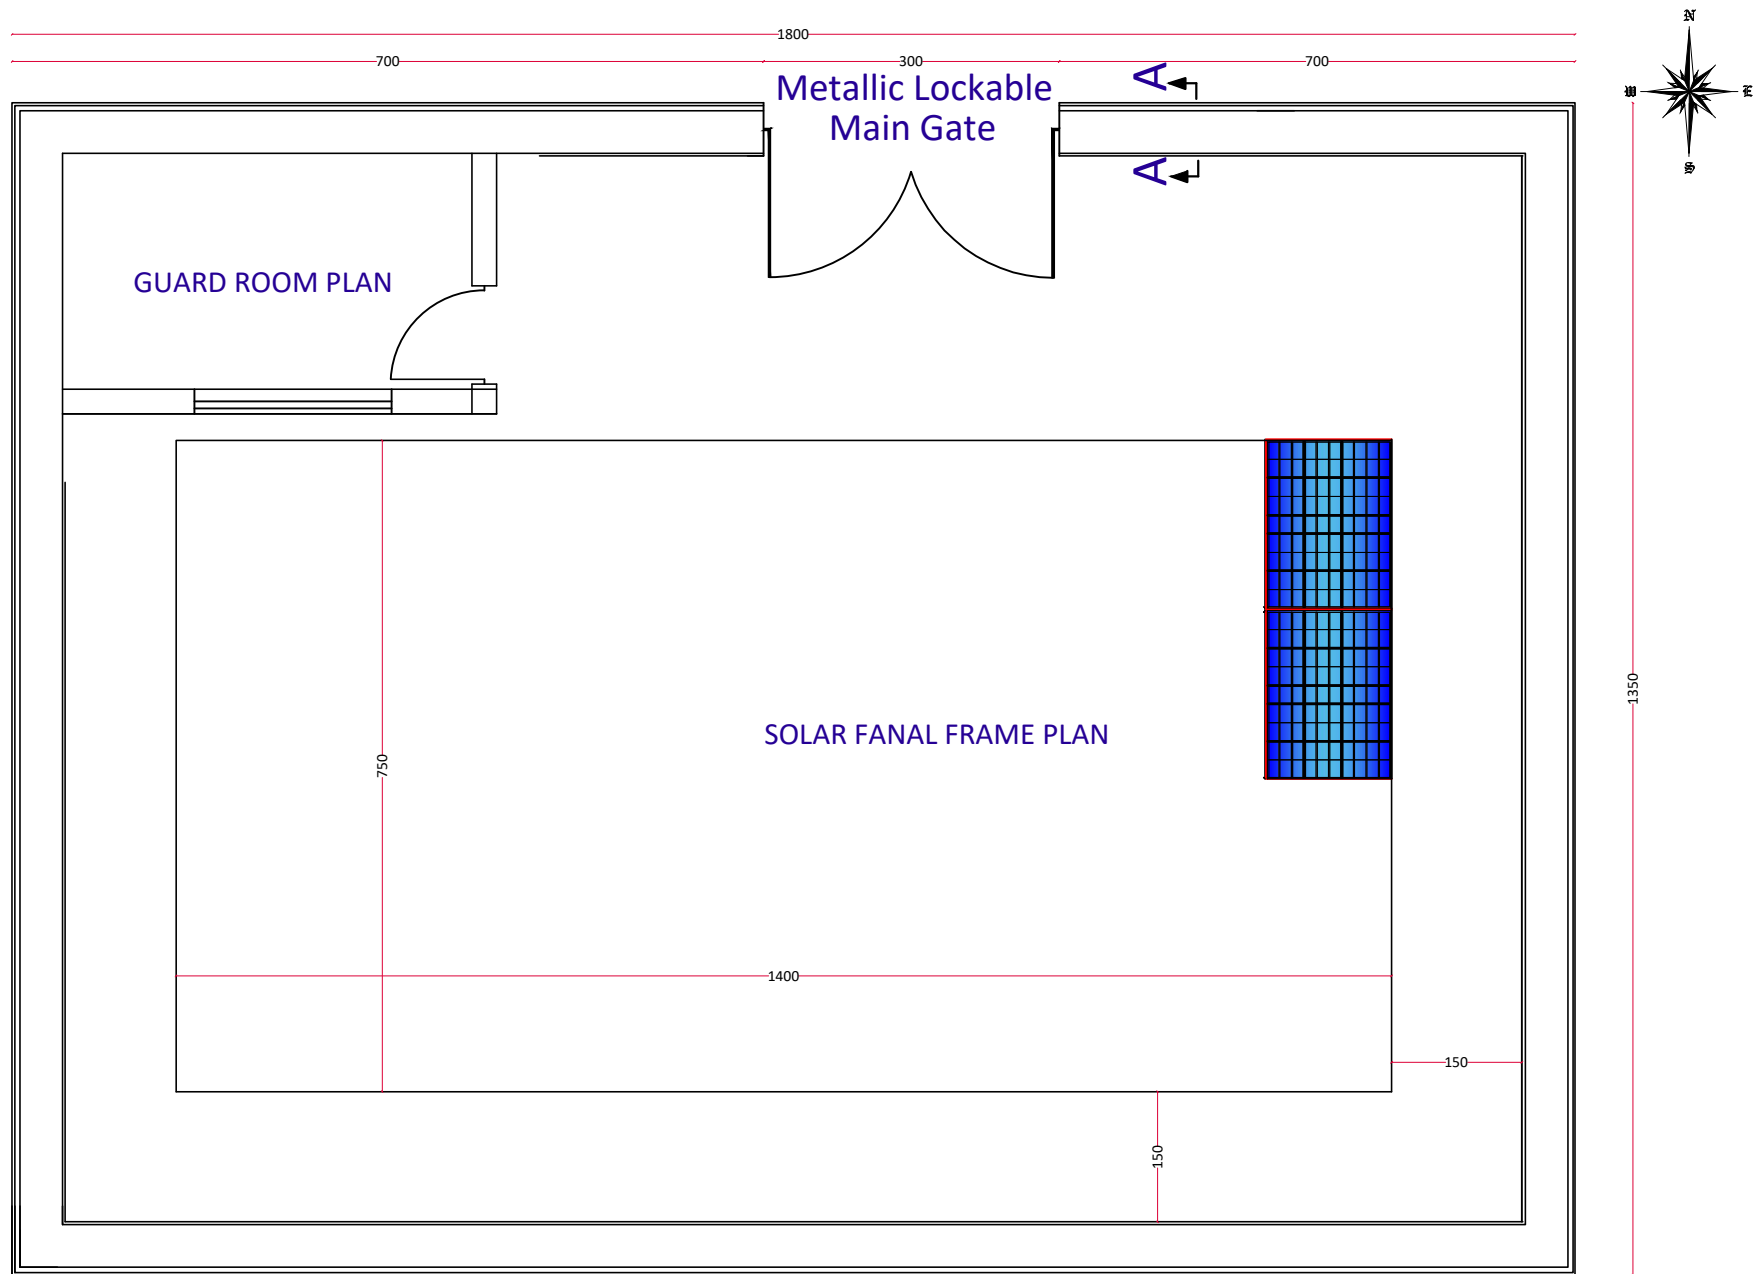 1800
700
300
700
Metallic Lockable
Main Gate
A
A
N
W
E
S
GUARD ROOM PLAN
SOLAR FANAL FRAME PLAN
750
1400
150
150
1350